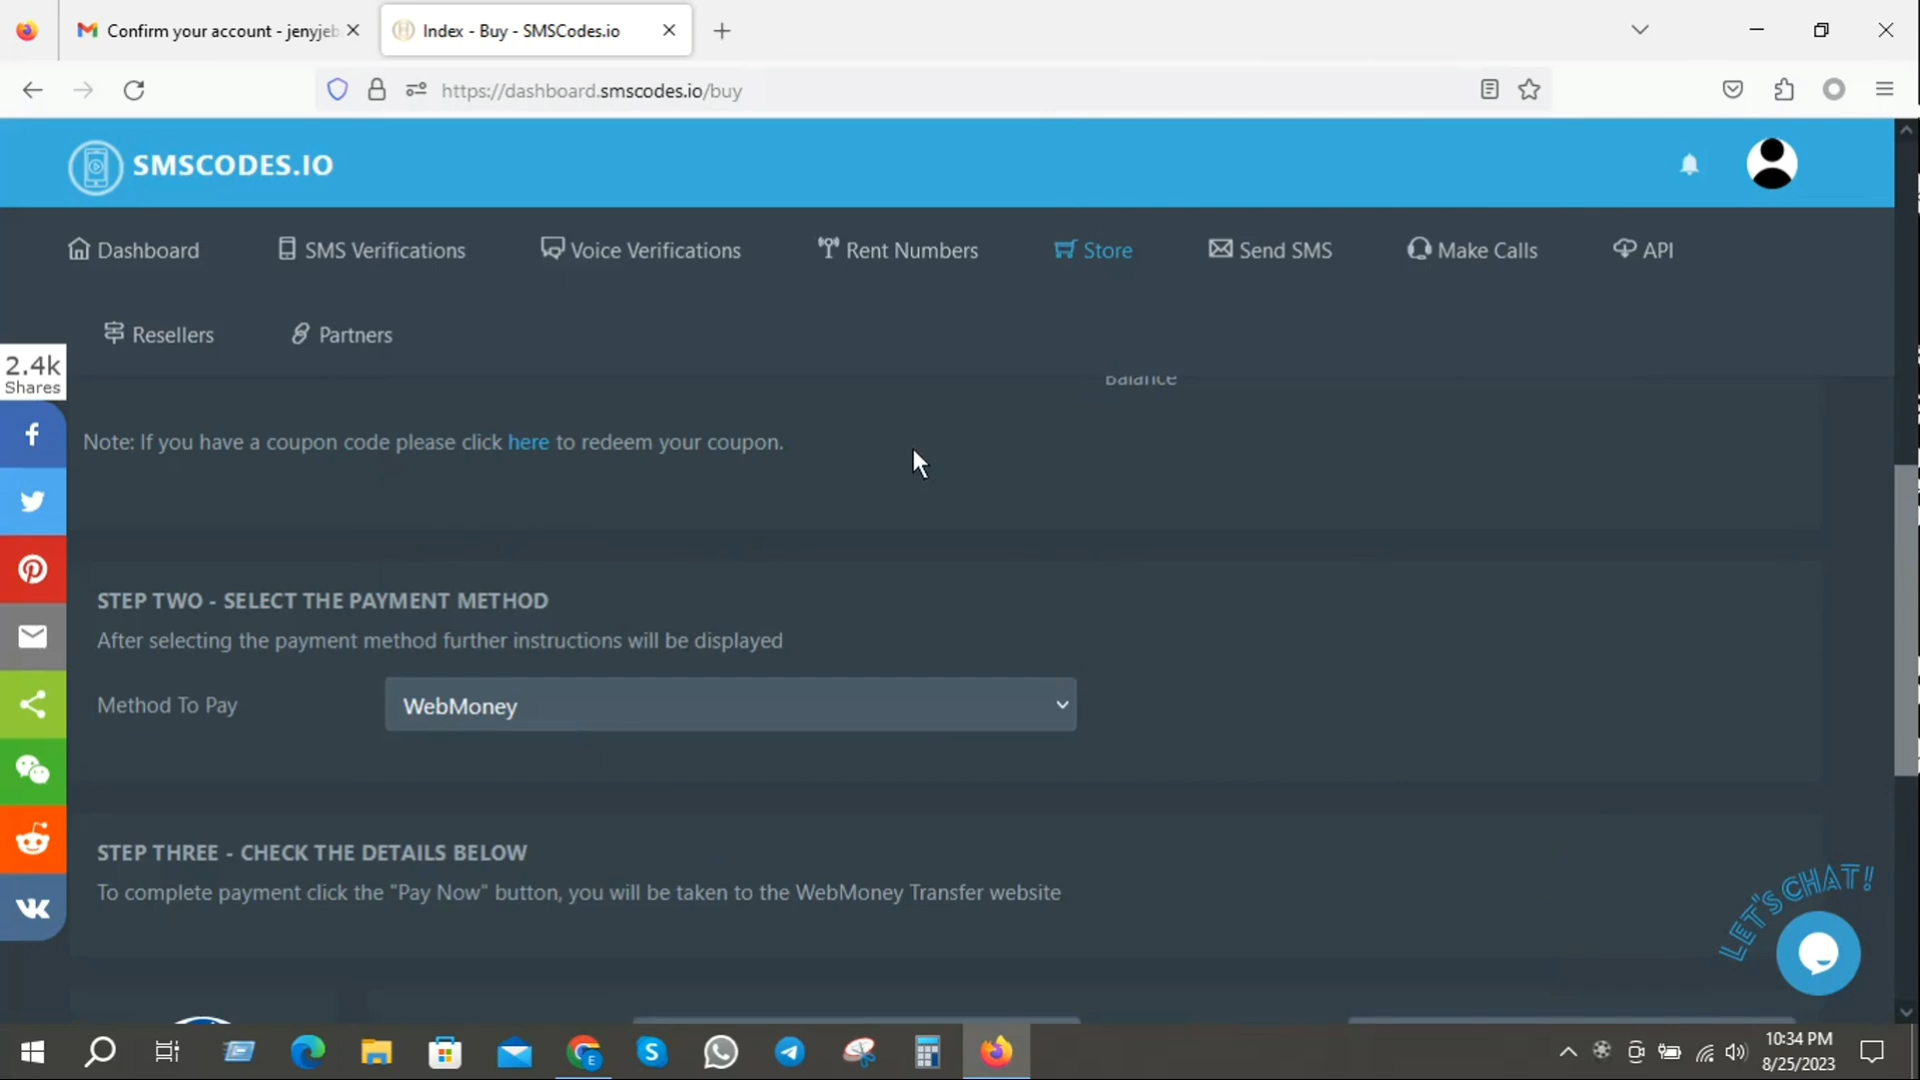 Confirm your account - jenyjeb
Index - Buy - SMSCodes.io
https://dashboard.smscodes.io/buy
SMSCODES.IO
Dashboard
SMS Verifications
Voice Verifications
Rent Numbers
Store
Send SMS
Make Calls
API
Resellers
Partners
2.4k
Shares
Balance
Note: If you have a coupon code please click here to redeem your coupon.
STEP TWO - SELECT THE PAYMENT METHOD
After selecting the payment method further instructions will be displayed
Method To Pay
WebMoney
STEP THREE - CHECK THE DETAILS BELOW
To complete payment click the "Pay Now" button, you will be taken to the WebMoney Transfer website
LET'S CHAT!
10:34 PM
8/25/2023